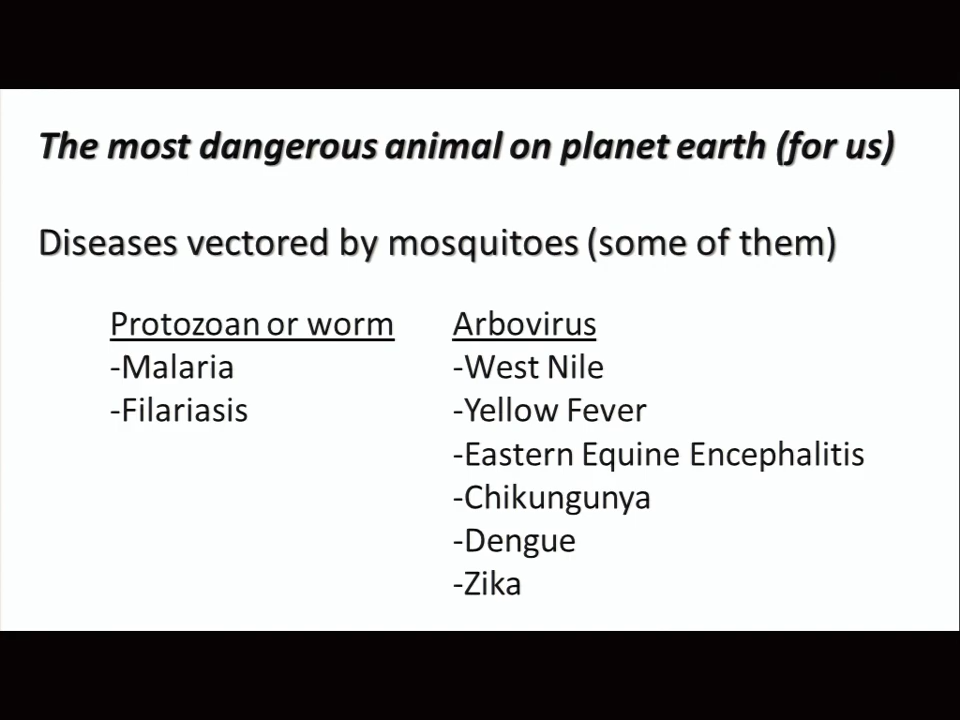 The most dangerous animal on planet earth (for us)
Diseases vectored by mosquitoes (some of them)
Protozoan or worm
-Malaria
-Filariasis
Arbovirus
-West Nile
-Yellow Fever
-Eastern Equine Encephalitis
-Chikungunya
-Dengue
-Zika